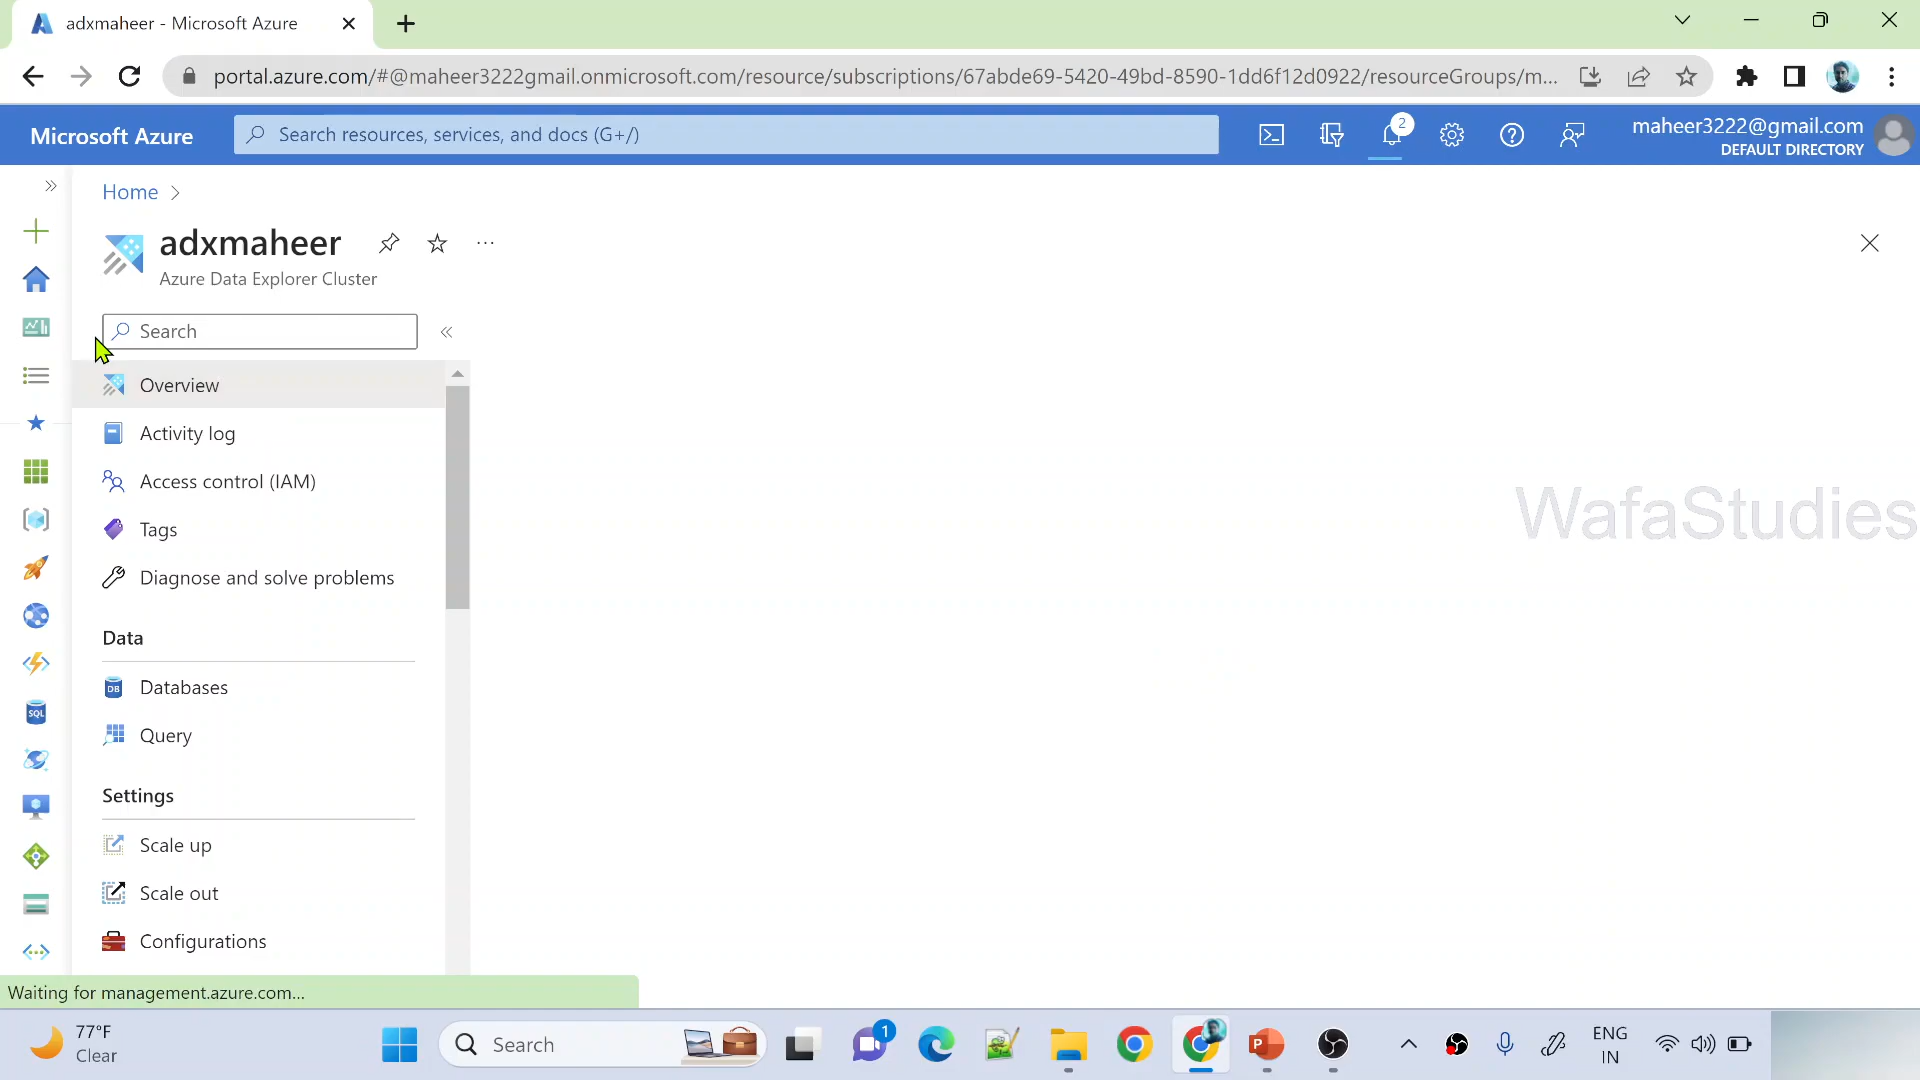 adxmaheer - Microsoft Azure
portal.azure.com/#@maheer3222gmail.onmicrosoft.com/resource/subscriptions/67abde69-5420-49bd-8590-1dd6f12d0922/resourceGroups/m...
Microsoft Azure
Search resources, services, and docs (G+/)
2
maheer3222@gmail.com
DEFAULT DIRECTORY
Home
adxmaheer
Azure Data Explorer Cluster
Search
Overview
Activity log
Access control (IAM)
Tags
Diagnose and solve problems
Data
DB
Databases
Query
SQL
Settings
Scale up
Scale out
Configurations
WafaStudies
Waiting for management.azure.com...
77°F
Clear
Search
1
P
ENG
IN